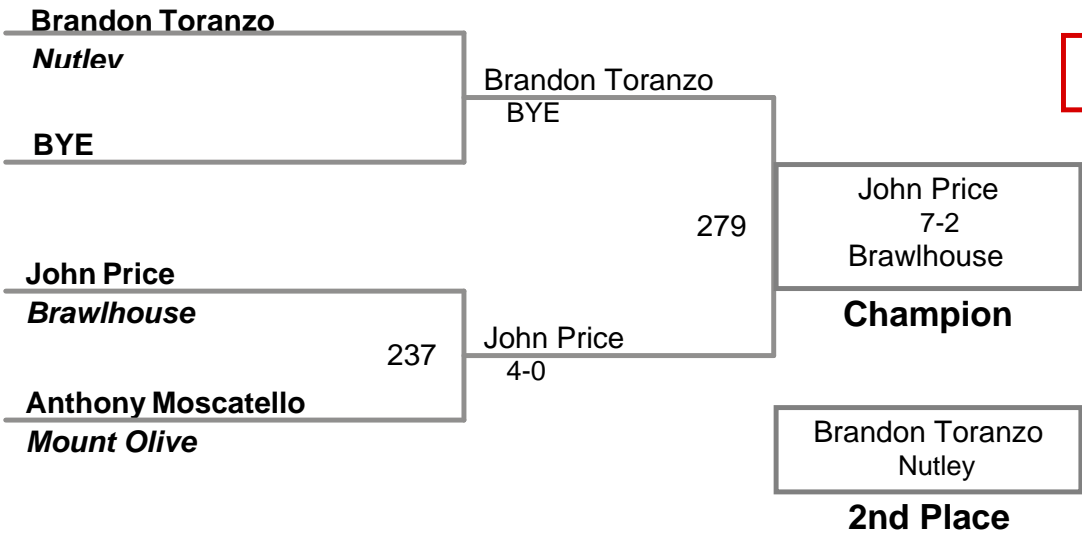 Brandon Toranzo
Nutley
Brandon Toranzo
BYE
BYE
John Price
7-2
Brawlhouse
279
Champion
John Price
Brawlhouse
237
John Price
4-0
Anthony Moscatello
Mount Olive
Brandon Toranzo
Nutley
2nd Place